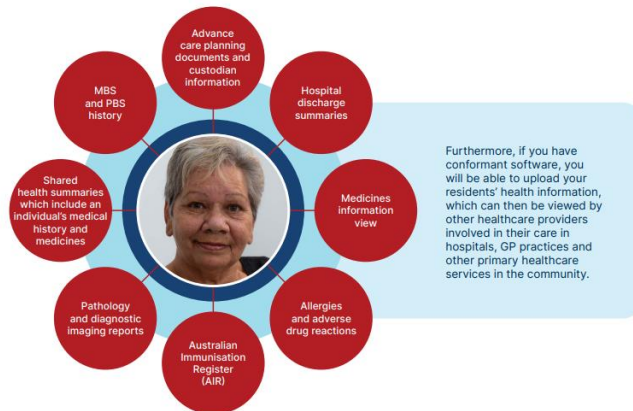 Advance
care planning
documents and
custodian
information
Hospital
discharge
summaries
Medicines
information
view
Allergies
and adverse
drug reactions
Australian
Immunisation
Register
(AIR)
Pathology
and diagnostic
imaging reports
Shared
health summaries
which include an
individual's medical
history and
medicines
MBS
and PBS
history
Furthermore, if you have
conformant software, you
will be able to upload your
residents' health information,
which can then be viewed by
other healthcare providers
involved in their care in
hospitals, GP practices and
other primary healthcare
services in the community.